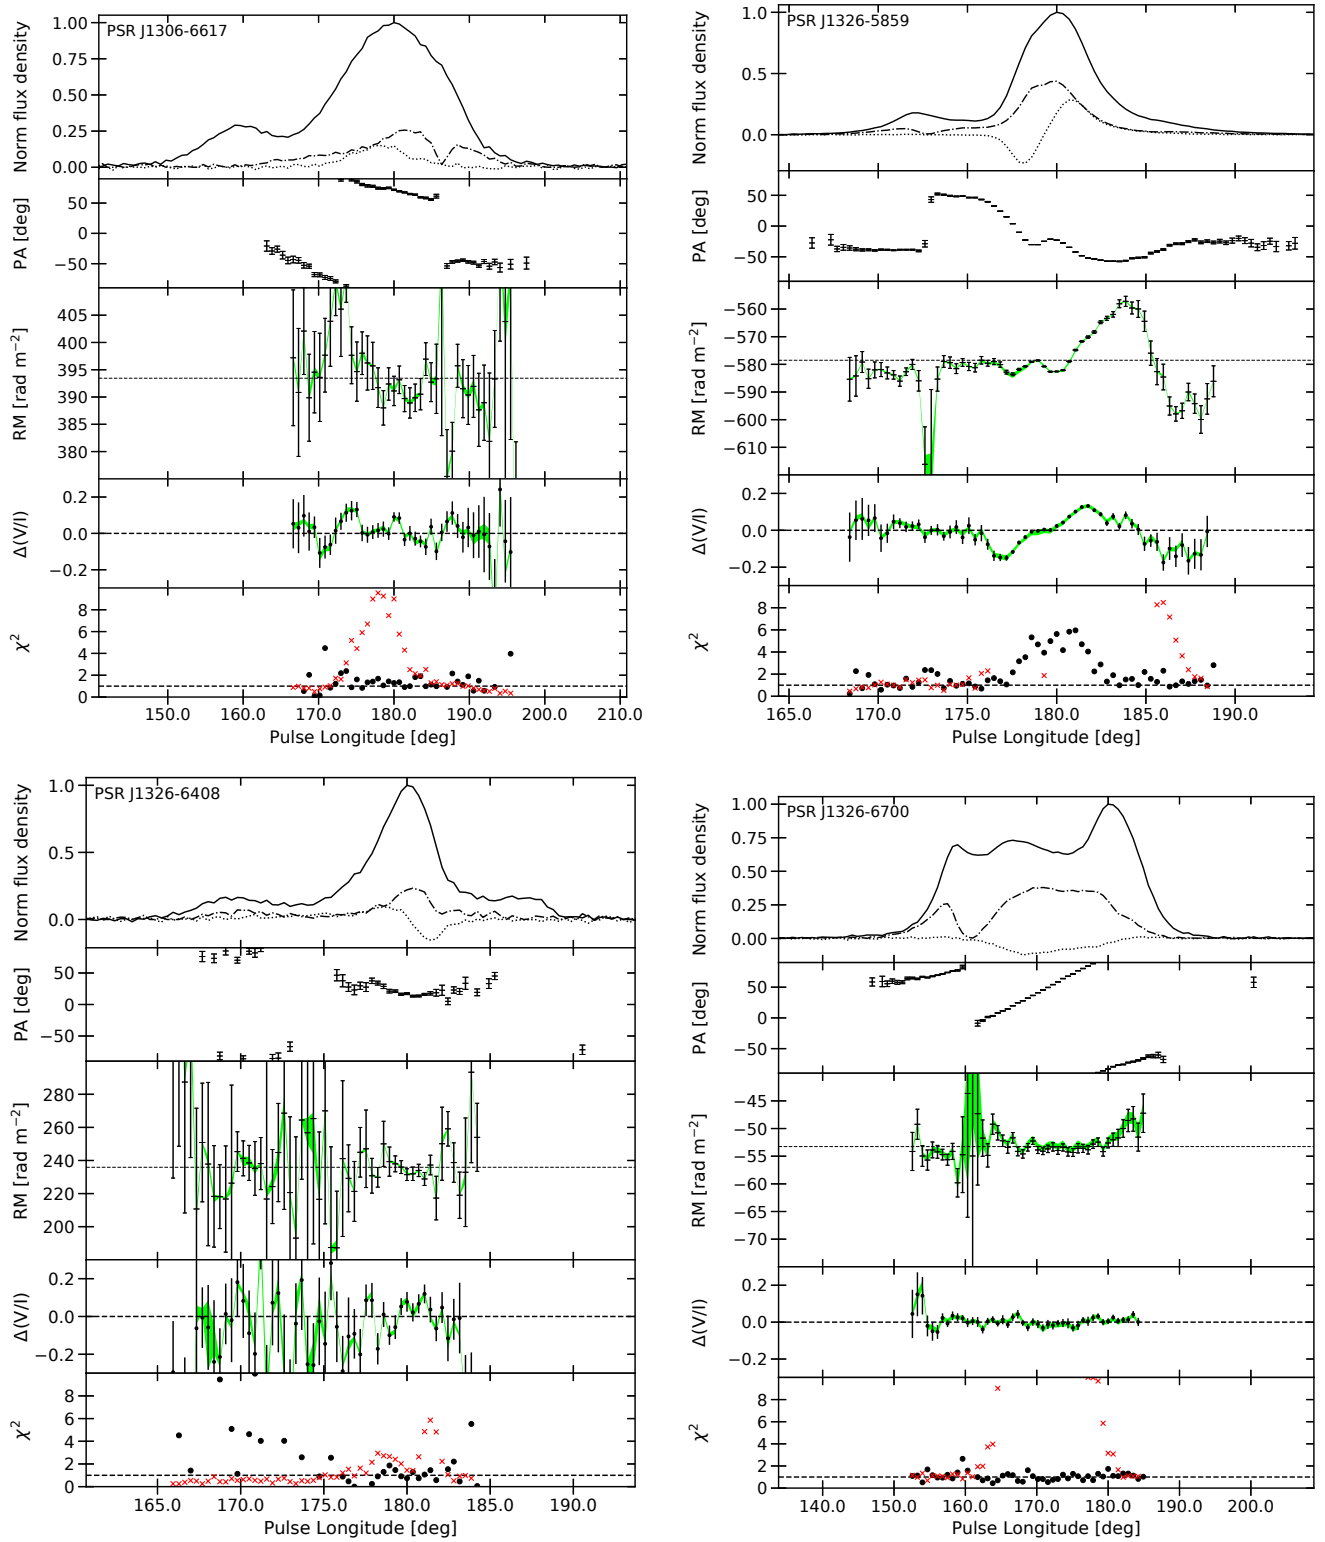 PSR J1306-6617
Norm flux density
1.00
0.75
0.50
0.25
0.00
PA [deg]
50
0
−50
RM [rad m⁻²]
405
400
395
390
385
380
Δ(V/I)
0.2
0.0
−0.2
χ²
8
6
4
2
0
150.0 160.0 170.0 180.0 190.0 200.0 210.0
Pulse Longitude [deg]
PSR J1326-5859
Norm flux density
1.0
0.5
0.0
PA [deg]
50
0
−50
RM [rad m⁻²]
−560
−570
−580
−590
−600
−610
Δ(V/I)
0.2
0.0
−0.2
χ²
8
6
4
2
0
165.0 170.0 175.0 180.0 185.0 190.0
Pulse Longitude [deg]
PSR J1326-6408
Norm flux density
1.0
0.5
0.0
PA [deg]
50
0
−50
RM [rad m⁻²]
280
260
240
220
200
Δ(V/I)
0.2
0.0
−0.2
χ²
8
6
4
2
0
165.0 170.0 175.0 180.0 185.0 190.0
Pulse Longitude [deg]
PSR J1326-6700
Norm flux density
1.00
0.75
0.50
0.25
0.00
PA [deg]
50
0
−50
RM [rad m⁻²]
−45
−50
−55
−60
−65
−70
Δ(V/I)
0.2
0.0
−0.2
χ²
8
6
4
2
0
140.0 150.0 160.0 170.0 180.0 190.0 200.0
Pulse Longitude [deg]